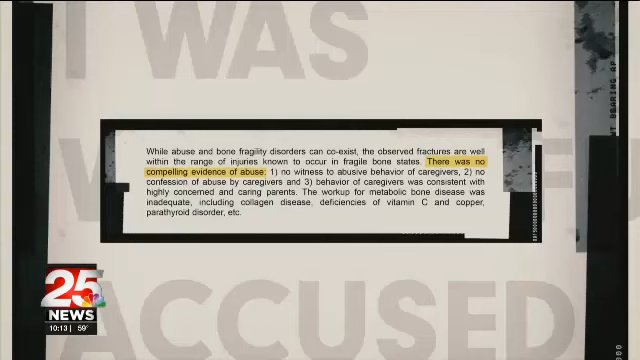 I WAS
While abuse and bone fragility disorders can co-exist, the observed fractures are well
within the range of injuries known to occur in fragile bone states. There was no
compelling evidence of abuse: 1) no witness to abusive behavior of caregivers, 2) no
confession of abuse by caregivers and 3) behavior of caregivers was consistent with
highly concerned and caring parents. The workup for metabolic bone disease was
inadequate, including collagen disease, deficiencies of vitamin C and copper,
parathyroid disorder, etc.
25
NEWS
10:13 | 59°
ACCUSED